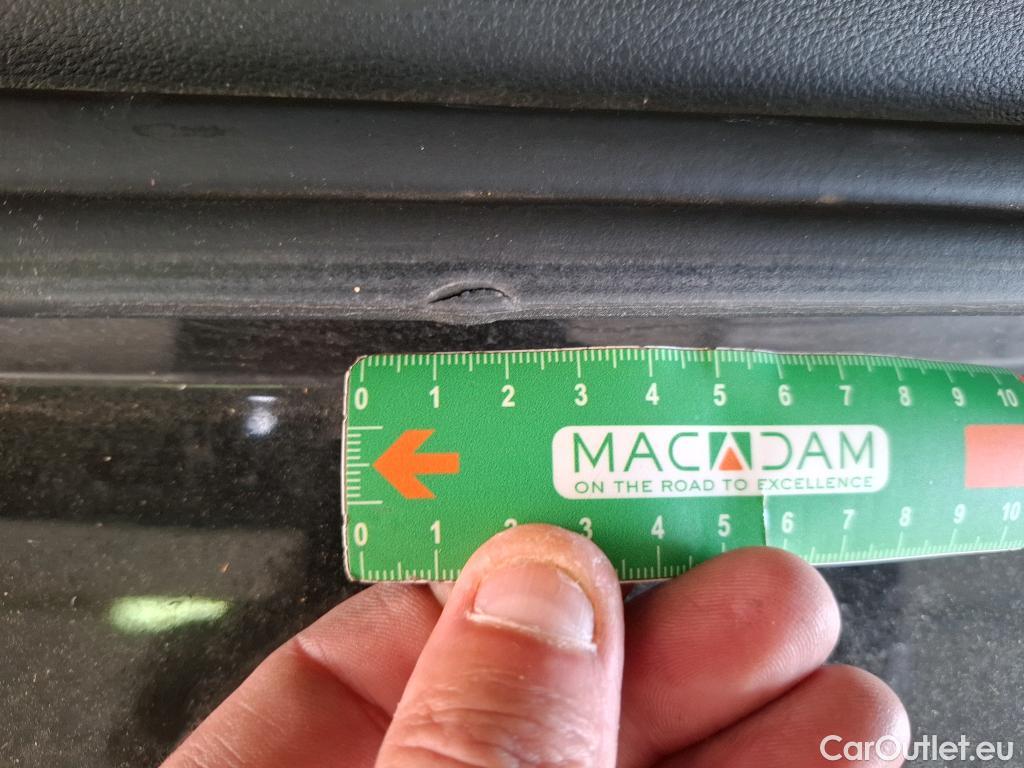 0 1 2 3 4 5 6 7 8 9 10
MACADAM
ON THE ROAD TO EXCELLENCE
0 1 2 3 4 5 6 7 8 9 10
CarOutlet.eu